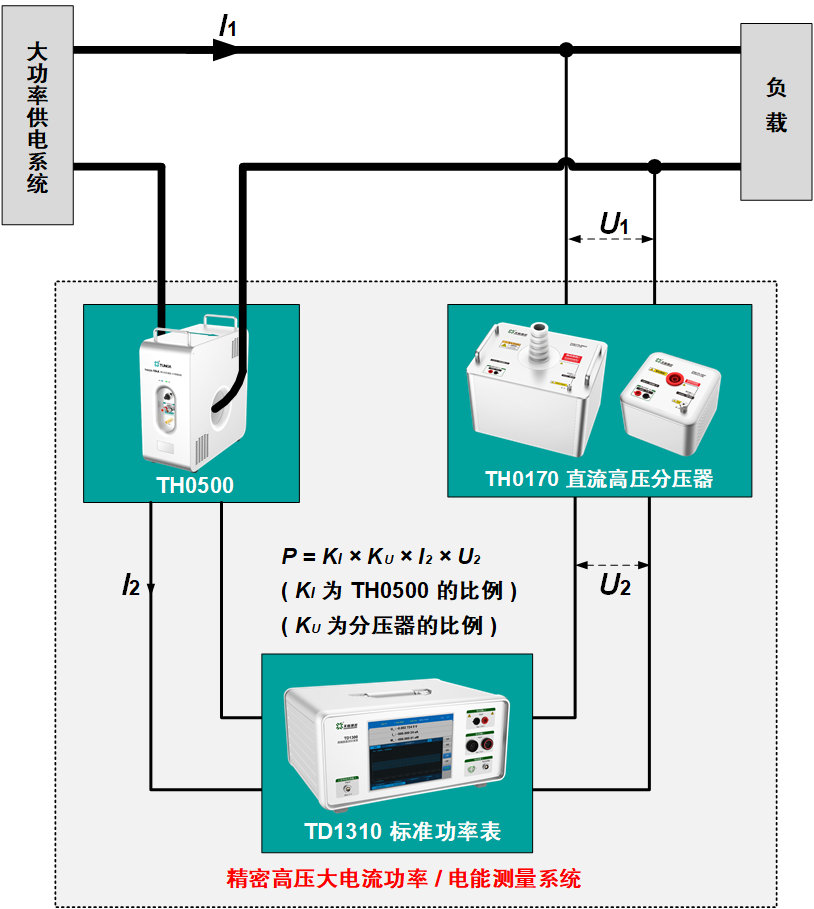 I1
大功率供电系统
负载
U1
TUNKIA
TH0500
TH0170 直流高压分压器
I2
P = KI × KU × I2 × U2
( KI 为 TH0500 的比例 )
( KU 为分压器的比例 )
U2
TD1310 标准功率表
精密高压大电流功率 / 电能测量系统